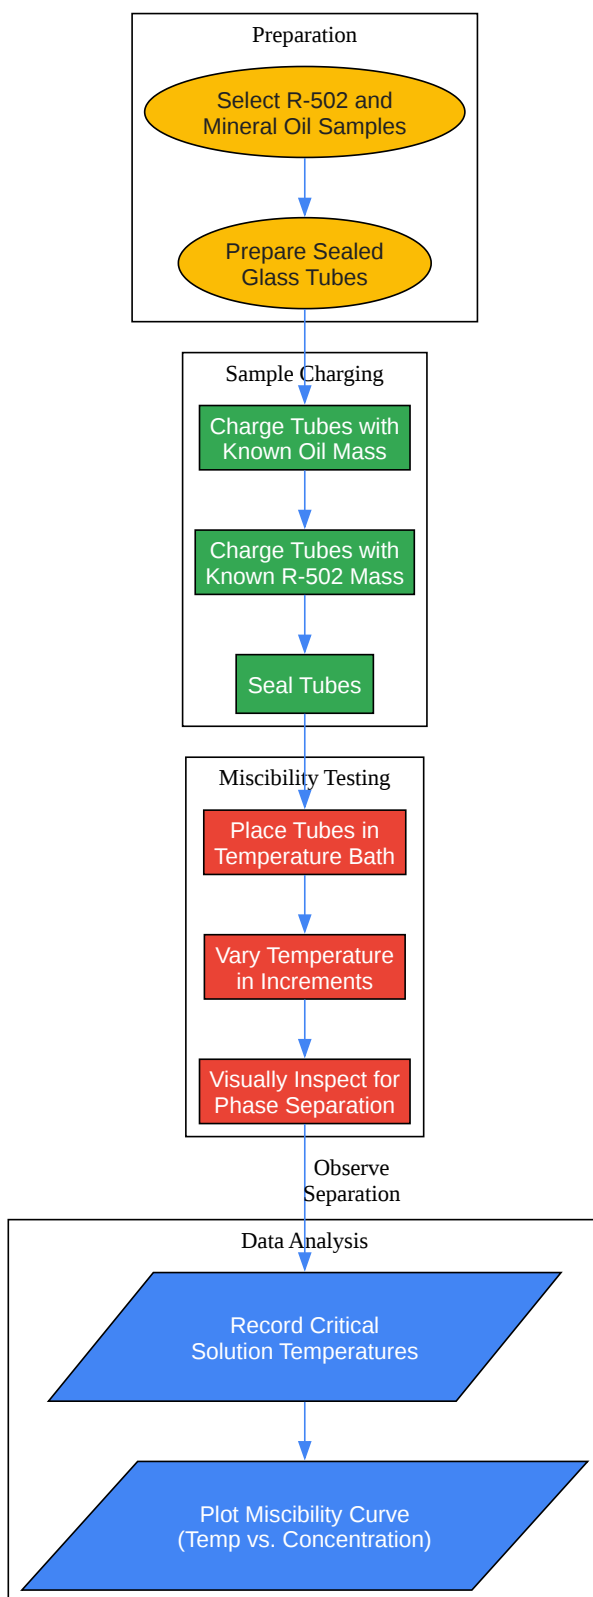 Preparation
Select R-502 and
Mineral Oil Samples
Prepare Sealed
Glass Tubes
Sample Charging
Charge Tubes with
Known Oil Mass
Charge Tubes with
Known R-502 Mass
Seal Tubes
Miscibility Testing
Place Tubes in
Temperature Bath
Vary Temperature
in Increments
Visually Inspect for
Phase Separation
Observe
Separation
Data Analysis
Record Critical
Solution Temperatures
Plot Miscibility Curve
(Temp vs. Concentration)